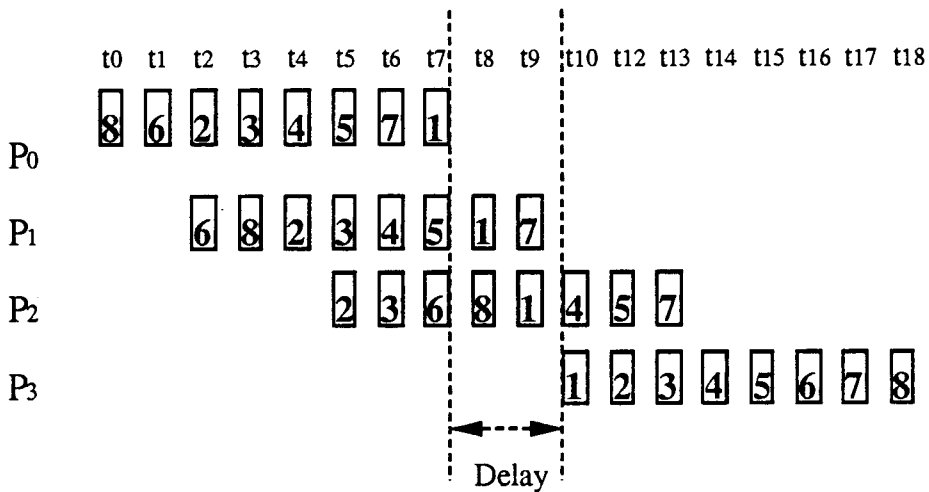 t0 t1 t2 t3 t4 t5 t6 t7 t8 t9 t10 t12 t13 t14 t15 t16 t17 t18
8 6 2 3 4 5 7 1
P0
P1 6 8 2 3 4 5 1 7
P2 2 3 6 8 1 4 5 7
P3 1 2 3 4 5 6 7 8
Delay